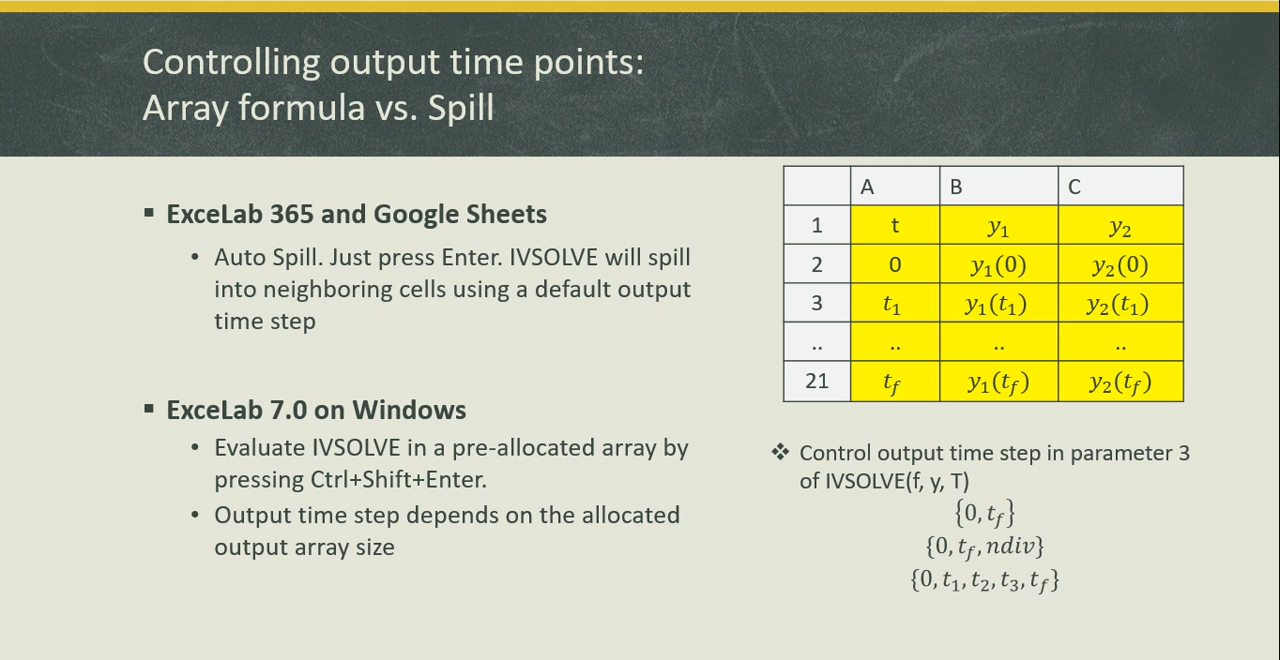 Controlling output time points:
Array formula vs. Spill
▪ ExceLab 365 and Google Sheets
• Auto Spill. Just press Enter. IVSOLVE will spill
into neighboring cells using a default output
time step
▪ ExceLab 7.0 on Windows
• Evaluate IVSOLVE in a pre-allocated array by
pressing Ctrl+Shift+Enter.
• Output time step depends on the allocated
output array size
A B C
1 t y₁ y₂
2 0 y₁(0) y₂(0)
3 t₁ y₁(t₁) y₂(t₁)
.. .. .. ..
21 t_f y₁(t_f) y₂(t_f)
❖ Control output time step in parameter 3
of IVSOLVE(f, y, T)
{0, t_f}
{0, t_f, ndiv}
{0, t₁, t₂, t₃, t_f}